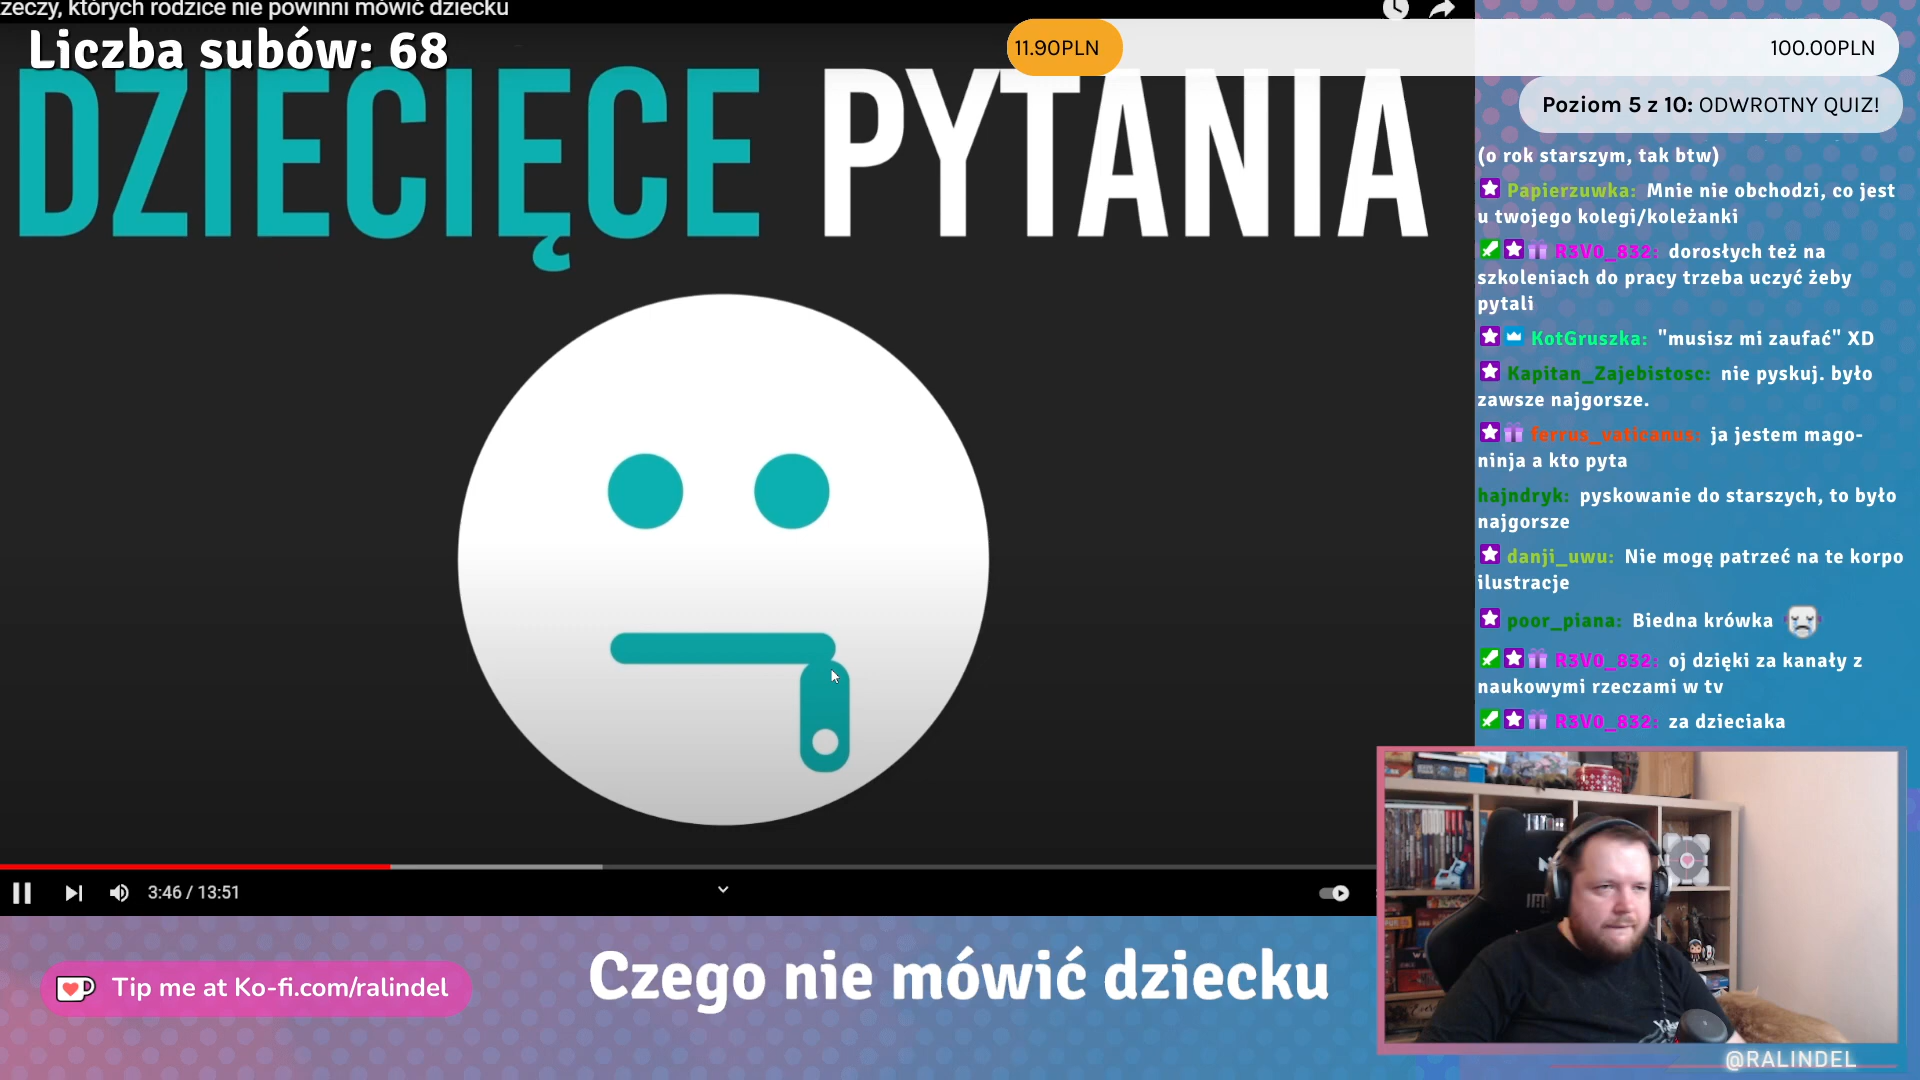 zeczy, których rodzice nie powinni mówić dziecku
Liczba subów: 68
11.90PLN
100.00PLN
DZIECIĘCE PYTANIA
Poziom 5 z 10: ODWROTNY QUIZ!
(o rok starszym, tak btw)
Papierzuwka: Mnie nie obchodzi, co jest
u twojego kolegi/koleżanki
R3V0_832: dorosłych też na
szkoleniach do pracy trzeba uczyć żeby
pytali
KotGruszka: "musisz mi zaufać" XD
Kapitan_Zajebistosc: nie pyskuj. było
zawsze najgorsze.
ferrus_vaticanus: ja jestem mago-
ninja a kto pyta
hajndryk: pyskowanie do starszych, to było
najgorsze
danji_uwu: Nie mogę patrzeć na te korpo
ilustracje
poor_piana: Biedna krówka
R3V0_832: oj dzięki za kanały z
naukowymi rzeczami w tv
R3V0_832: za dzieciaka
3:46 / 13:51
Tip me at Ko-fi.com/ralindel
Czego nie mówić dziecku
@RALINDEL